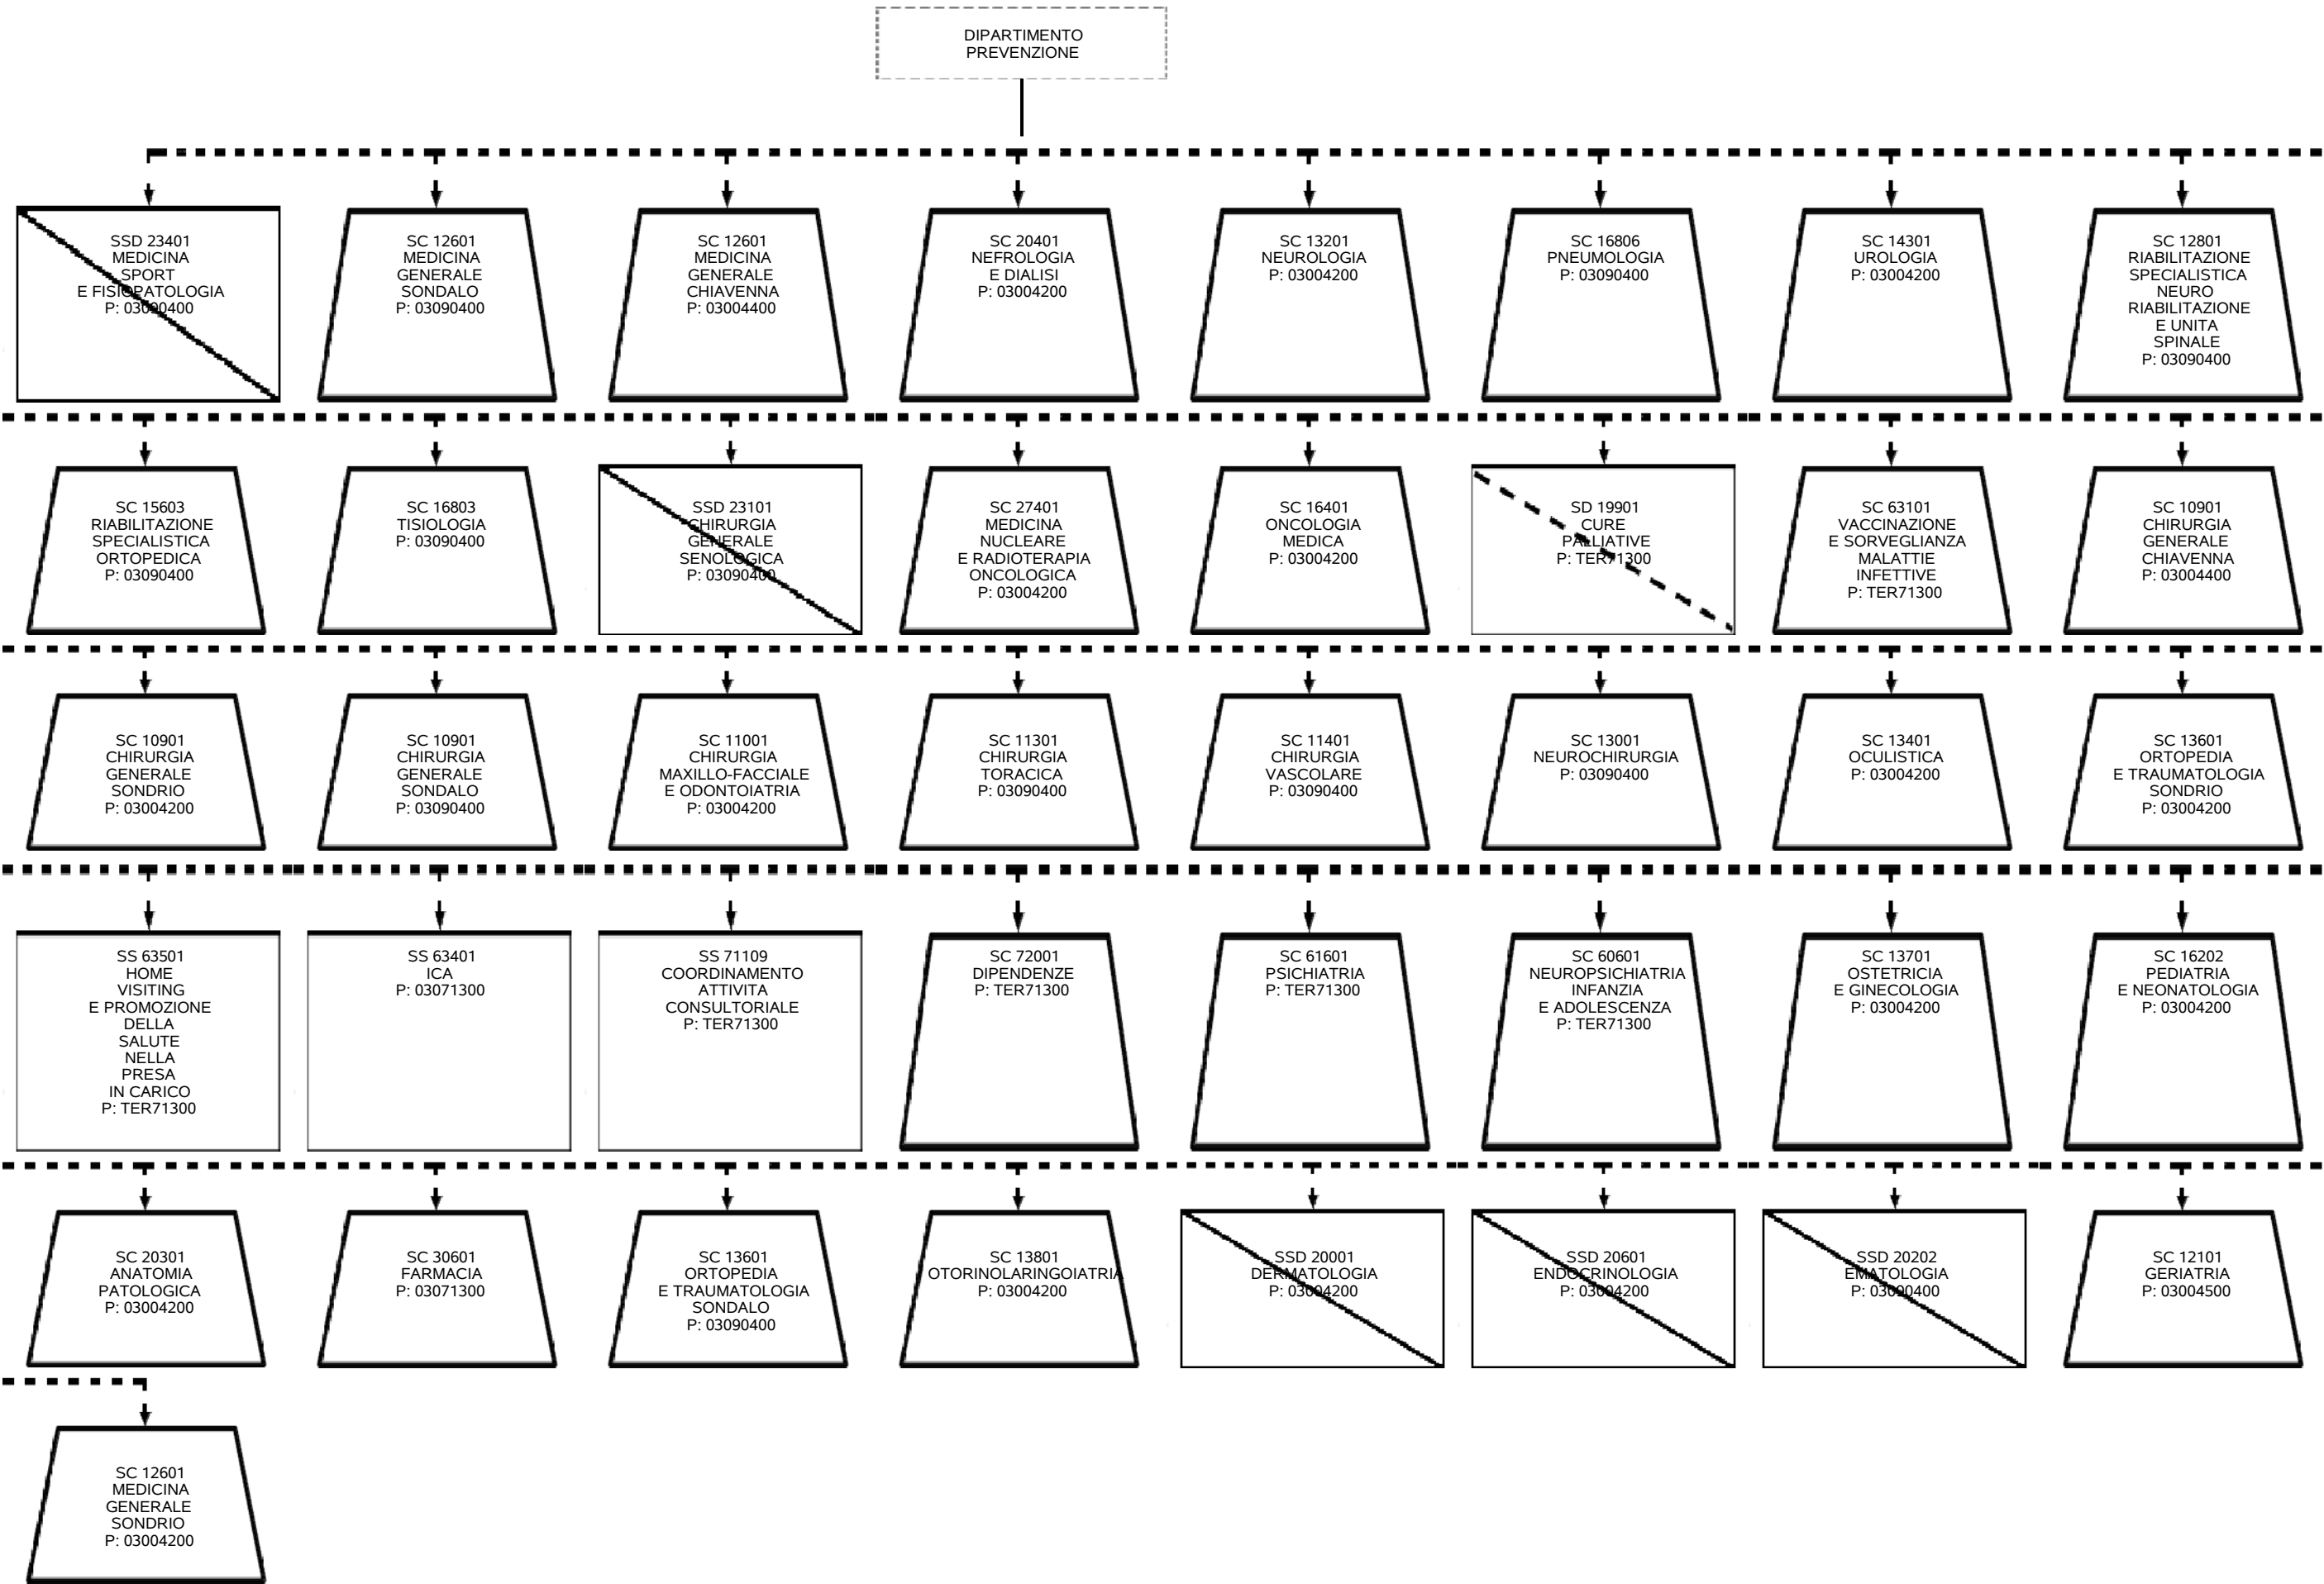 DIPARTIMENTO
PREVENZIONE
SSD 23401
MEDICINA
SPORT
E FISIOPATOLOGIA
P: 03090400
SC 12601
MEDICINA
GENERALE
SONDALO
P: 03090400
SC 12601
MEDICINA
GENERALE
CHIAVENNA
P: 03004400
SC 20401
NEFROLOGIA
E DIALISI
P: 03004200
SC 13201
NEUROLOGIA
P: 03004200
SC 16806
PNEUMOLOGIA
P: 03090400
SC 14301
UROLOGIA
P: 03004200
SC 12801
RIABILITAZIONE
SPECIALISTICA
NEURO
RIABILITAZIONE
E UNITA
SPINALE
P: 03090400
SC 15603
RIABILITAZIONE
SPECIALISTICA
ORTOPEDICA
P: 03090400
SC 16803
TISIOLOGIA
P: 03090400
SSD 23101
CHIRURGIA
GENERALE
SENOLOGICA
P: 03090400
SC 27401
MEDICINA
NUCLEARE
E RADIOTERAPIA
ONCOLOGICA
P: 03004200
SC 16401
ONCOLOGIA
MEDICA
P: 03004200
SD 19901
CURE
PALLIATIVE
P: TER71300
SC 63101
VACCINAZIONE
E SORVEGLIANZA
MALATTIE
INFETTIVE
P: TER71300
SC 10901
CHIRURGIA
GENERALE
CHIAVENNA
P: 03004400
SC 10901
CHIRURGIA
GENERALE
SONDRIO
P: 03004200
SC 10901
CHIRURGIA
GENERALE
SONDALO
P: 03090400
SC 11001
CHIRURGIA
MAXILLO-FACCIALE
E ODONTOIATRIA
P: 03004200
SC 11301
CHIRURGIA
TORACICA
P: 03090400
SC 11401
CHIRURGIA
VASCOLARE
P: 03090400
SC 13001
NEUROCHIRURGIA
P: 03090400
SC 13401
OCULISTICA
P: 03004200
SC 13601
ORTOPEDIA
E TRAUMATOLOGIA
SONDRIO
P: 03004200
SS 63501
HOME
VISITING
E PROMOZIONE
DELLA
SALUTE
NELLA
PRESA
IN CARICO
P: TER71300
SS 63401
ICA
P: 03071300
SS 71109
COORDINAMENTO
ATTIVITA
CONSULTORIALE
P: TER71300
SC 72001
DIPENDENZE
P: TER71300
SC 61601
PSICHIATRIA
P: TER71300
SC 60601
NEUROPSICHIATRIA
INFANZIA
E ADOLESCENZA
P: TER71300
SC 13701
OSTETRICIA
E GINECOLOGIA
P: 03004200
SC 16202
PEDIATRIA
E NEONATOLOGIA
P: 03004200
SC 20301
ANATOMIA
PATOLOGICA
P: 03004200
SC 30601
FARMACIA
P: 03071300
SC 13601
ORTOPEDIA
E TRAUMATOLOGIA
SONDALO
P: 03090400
SC 13801
OTORINOLARINGOIATRIA
P: 03004200
SSD 20001
DERMATOLOGIA
P: 03004200
SSD 20601
ENDOCRINOLOGIA
P: 03004200
SSD 20202
EMATOLOGIA
P: 03090400
SC 12101
GERIATRIA
P: 03004500
SC 12601
MEDICINA
GENERALE
SONDRIO
P: 03004200